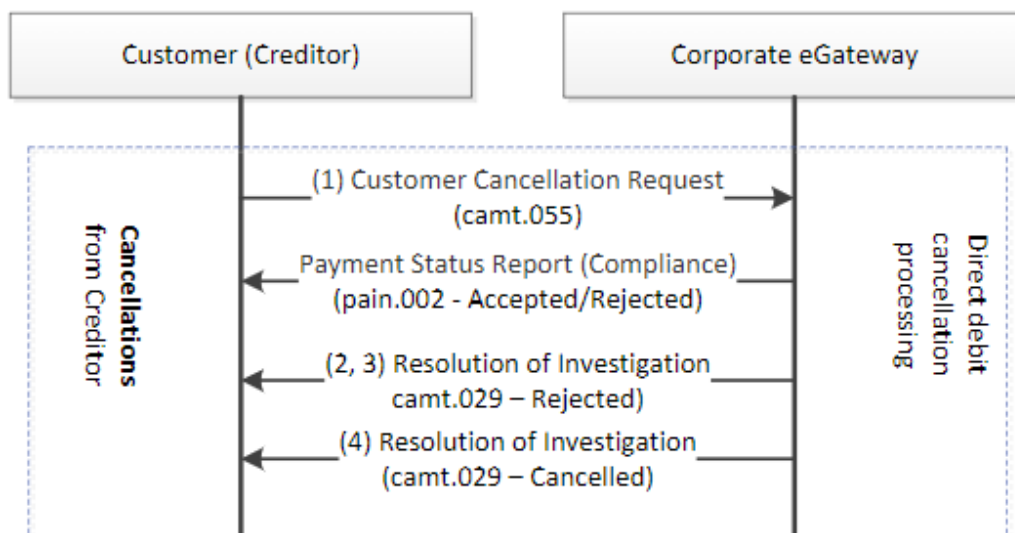 Customer (Creditor)
Corporate eGateway
(1) Customer Cancellation Request
(camt.055)
Payment Status Report (Compliance)
(pain.002 - Accepted/Rejected)
(2, 3) Resolution of Investigation
camt.029 – Rejected)
(4) Resolution of Investigation
(camt.029 – Cancelled)
Cancellations
from Creditor
Direct debit
cancellation
processing